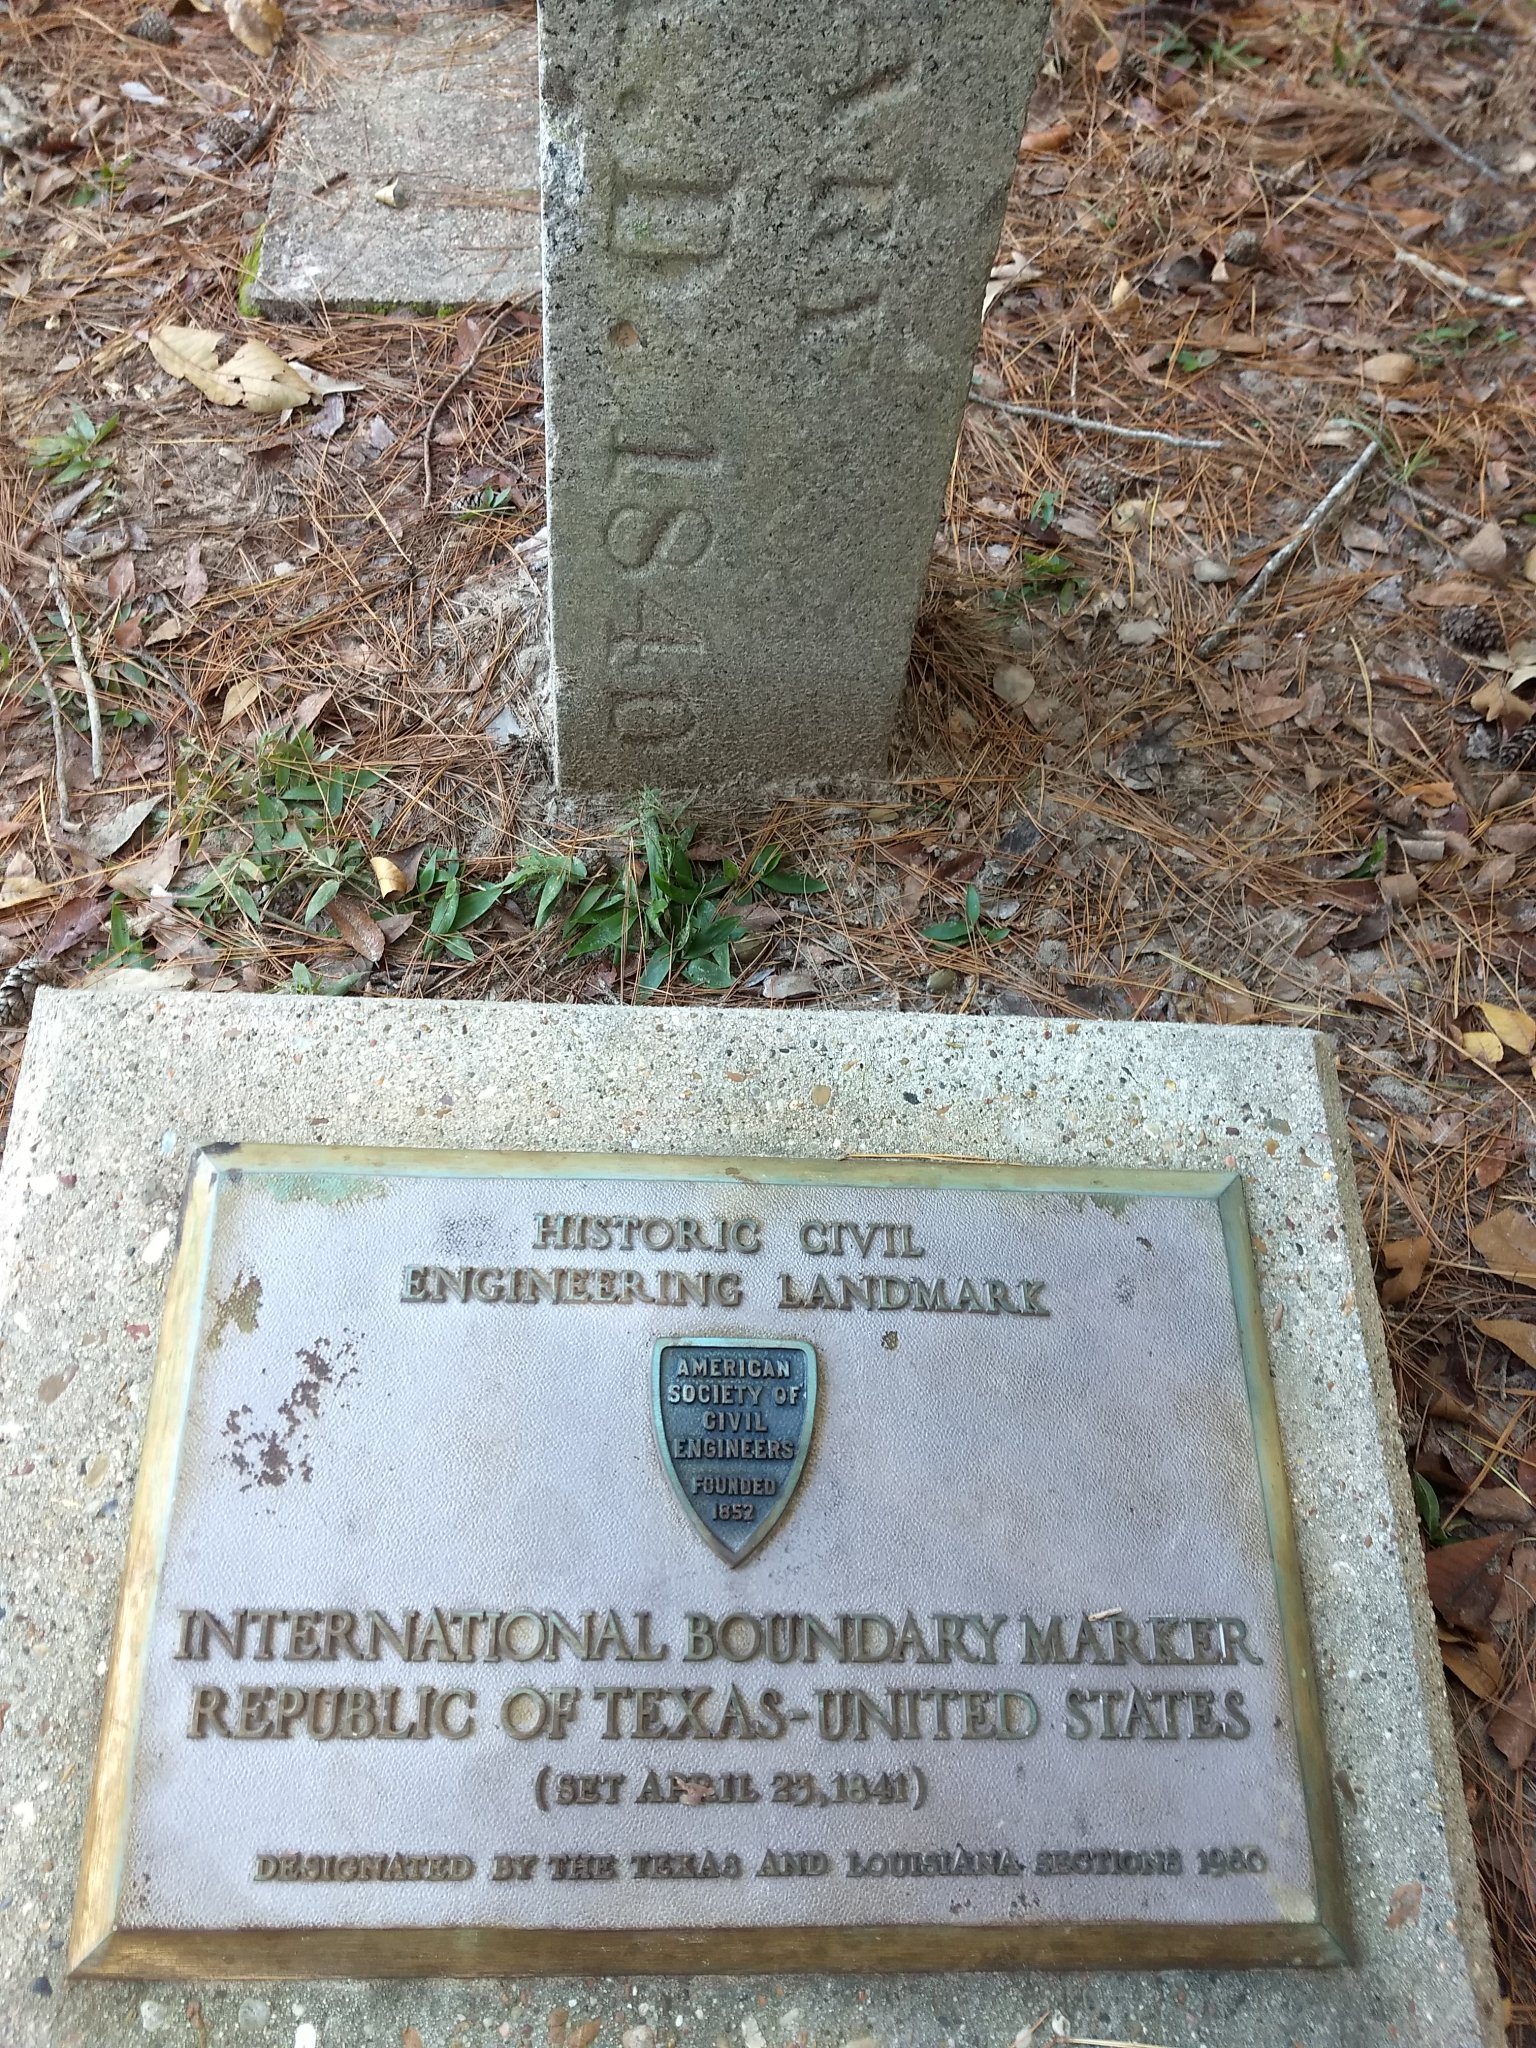 D. 1840
HISTORIC CIVIL
ENGINEERING LANDMARK
AMERICAN
SOCIETY OF
CIVIL
ENGINEERS
FOUNDED
1852
INTERNATIONAL BOUNDARY MARKER
REPUBLIC OF TEXAS-UNITED STATES
(SET APRIL 23, 1841)
DESIGNATED BY THE TEXAS AND LOUISIANA SECTIONS 1980